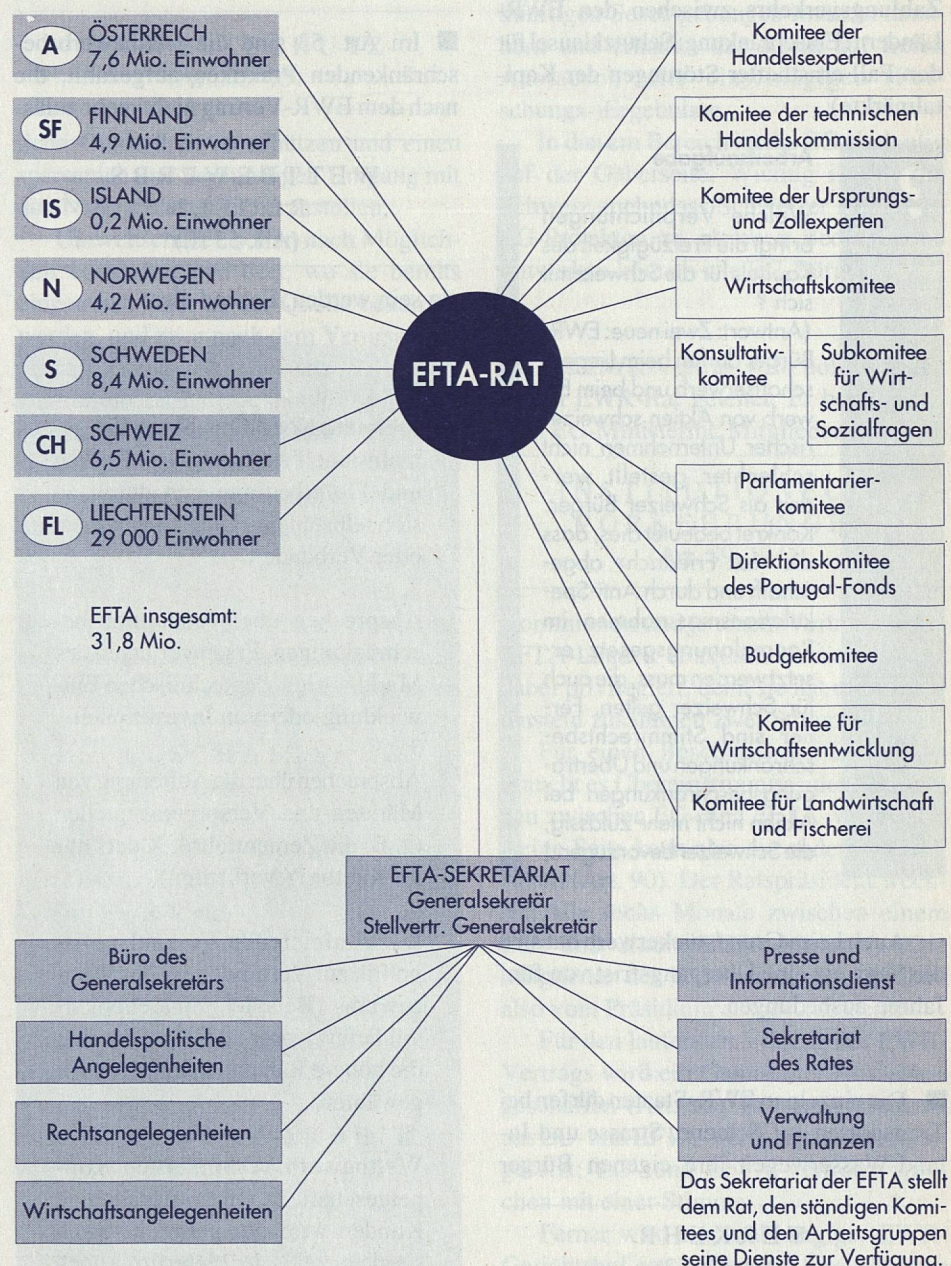 A
ÖSTERREICH
7,6 Mio. Einwohner
SF
FINNLAND
4,9 Mio. Einwohner
IS
ISLAND
0,2 Mio. Einwohner
N
NORWEGEN
4,2 Mio. Einwohner
S
SCHWEDEN
8,4 Mio. Einwohner
CH
SCHWEIZ
6,5 Mio. Einwohner
FL
LIECHTENSTEIN
29 000 Einwohner
EFTA insgesamt:
31,8 Mio.
EFTA-RAT
Komitee der
Handelsexperten
Komitee der technischen
Handelskommission
Komitee der Ursprungs-
und Zollexperten
Wirtschaftskomitee
Konsultativ-
komitee
Subkomitee
für Wirt-
schafts- und
Sozialfragen
Parlamentarier-
komitee
Direktionskomitee
des Portugal-Fonds
Budgetkomitee
Komitee für
Wirtschaftsentwicklung
Komitee für Landwirtschaft
und Fischerei
EFTA-SEKRETARIAT
Generalsekretär
Stellvertr. Generalsekretär
Büro des
Generalsekretärs
Handelspolitische
Angelegenheiten
Rechtsangelegenheiten
Wirtschaftsangelegenheiten
Presse und
Informationsdienst
Sekretariat
des Rates
Verwaltung
und Finanzen
Das Sekretariat der EFTA stellt
dem Rat, den ständigen Komi-
tees und den Arbeitsgruppen
seine Dienste zur Verfügung.